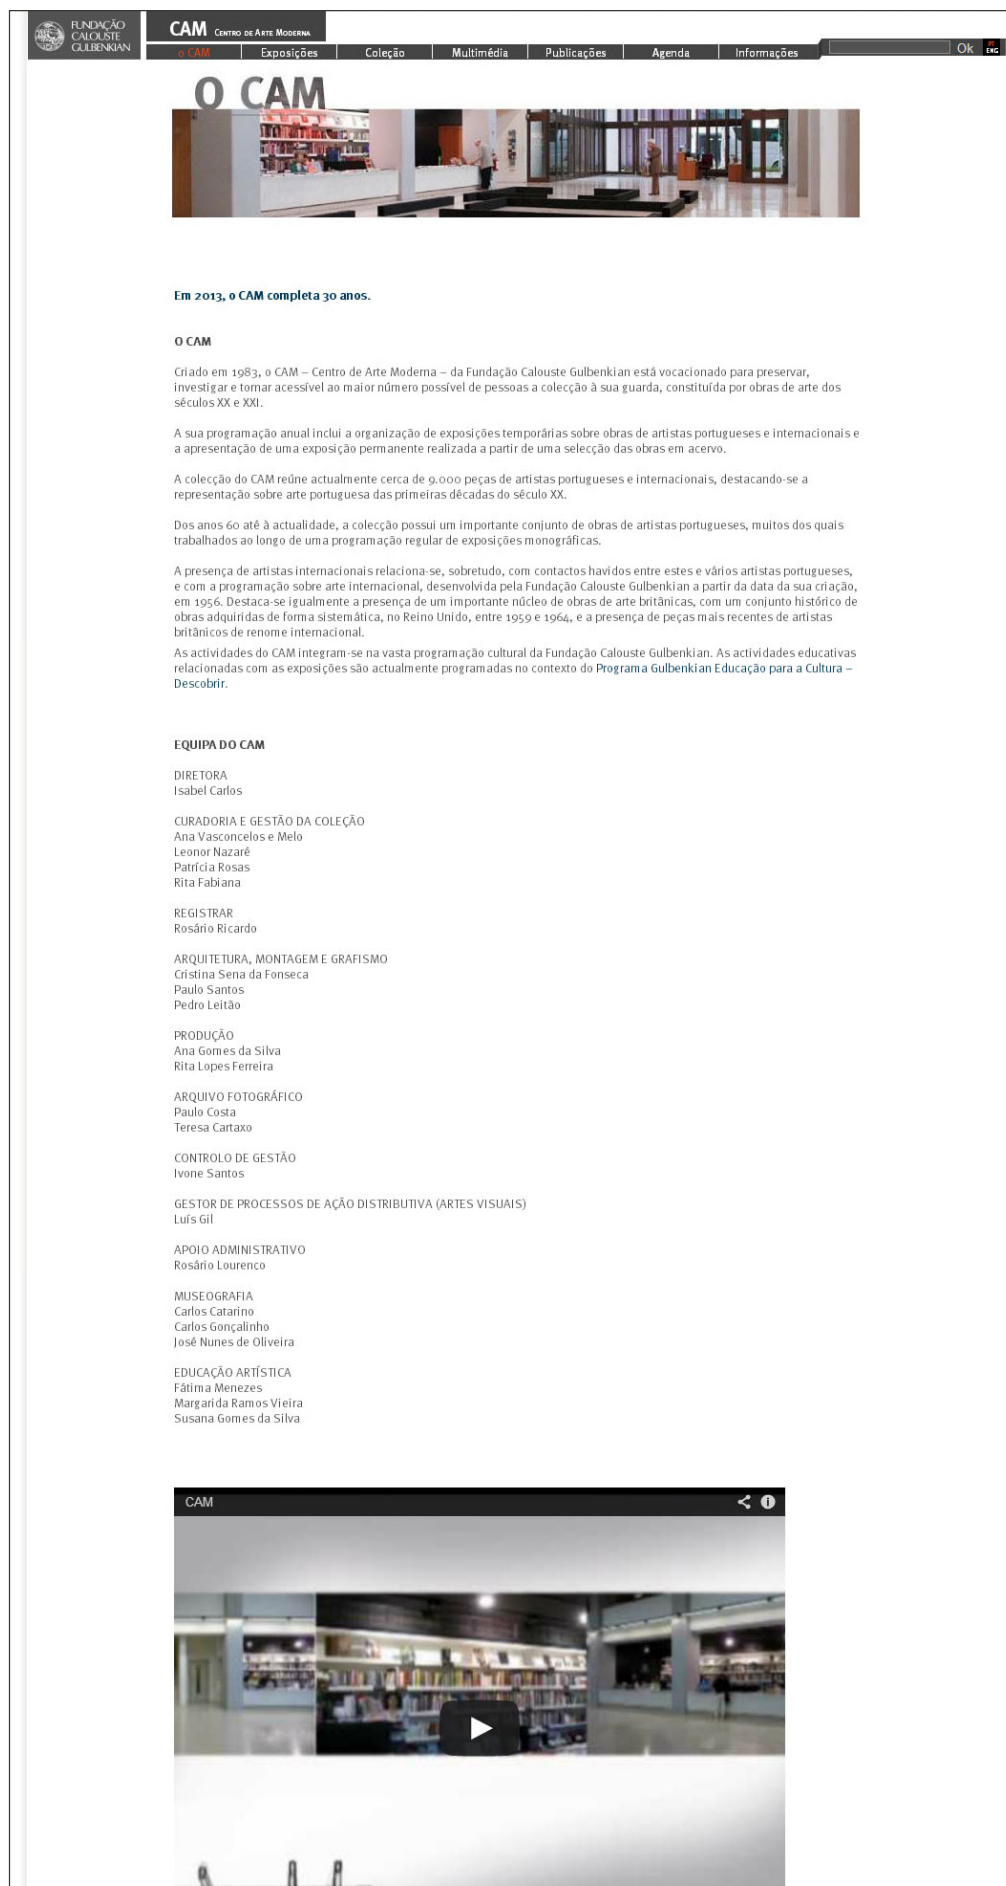 FUNDAÇÃO
CALOUSTE
GULBENKIAN
CAM CENTRO DE ARTE MODERNA
o CAM Exposições Coleção Multimédia Publicações Agenda Informações Ok PT
ENG
O CAM
Em 2013, o CAM completa 30 anos.
O CAM
Criado em 1983, o CAM – Centro de Arte Moderna – da Fundação Calouste Gulbenkian está vocacionado para preservar,
investigar e tornar acessível ao maior número possível de pessoas a colecção à sua guarda, constituída por obras de arte dos
séculos XX e XXI.
A sua programação anual inclui a organização de exposições temporárias sobre obras de artistas portugueses e internacionais e
a apresentação de uma exposição permanente realizada a partir de uma selecção das obras em acervo.
A colecção do CAM reúne actualmente cerca de 9.000 peças de artistas portugueses e internacionais, destacando-se a
representação sobre arte portuguesa das primeiras décadas do século XX.
Dos anos 60 até à actualidade, a colecção possui um importante conjunto de obras de artistas portugueses, muitos dos quais
trabalhados ao longo de uma programação regular de exposições monográficas.
A presença de artistas internacionais relaciona-se, sobretudo, com contactos havidos entre estes e vários artistas portugueses,
e com a programação sobre arte internacional, desenvolvida pela Fundação Calouste Gulbenkian a partir da data da sua criação,
em 1956. Destaca-se igualmente a presença de um importante núcleo de obras de arte britânicas, com um conjunto histórico de
obras adquiridas de forma sistemática, no Reino Unido, entre 1959 e 1964, e a presença de peças mais recentes de artistas
britânicos de renome internacional.
As actividades do CAM integram-se na vasta programação cultural da Fundação Calouste Gulbenkian. As actividades educativas
relacionadas com as exposições são actualmente programadas no contexto do Programa Gulbenkian Educação para a Cultura –
Descobrir.
EQUIPA DO CAM
DIRETORA
Isabel Carlos
CURADORIA E GESTÃO DA COLEÇÃO
Ana Vasconcelos e Melo
Leonor Nazaré
Patrícia Rosas
Rita Fabiana
REGISTRAR
Rosário Ricardo
ARQUITETURA, MONTAGEM E GRAFISMO
Cristina Sena da Fonseca
Paulo Santos
Pedro Leitão
PRODUÇÃO
Ana Gomes da Silva
Rita Lopes Ferreira
ARQUIVO FOTOGRÁFICO
Paulo Costa
Teresa Cartaxo
CONTROLO DE GESTÃO
Ivone Santos
GESTOR DE PROCESSOS DE AÇÃO DISTRIBUTIVA (ARTES VISUAIS)
Luís Gil
APOIO ADMINISTRATIVO
Rosário Lourenço
MUSEOGRAFIA
Carlos Catarino
Carlos Gonçalinho
José Nunes de Oliveira
EDUCAÇÃO ARTÍSTICA
Fátima Menezes
Margarida Ramos Vieira
Susana Gomes da Silva
CAM